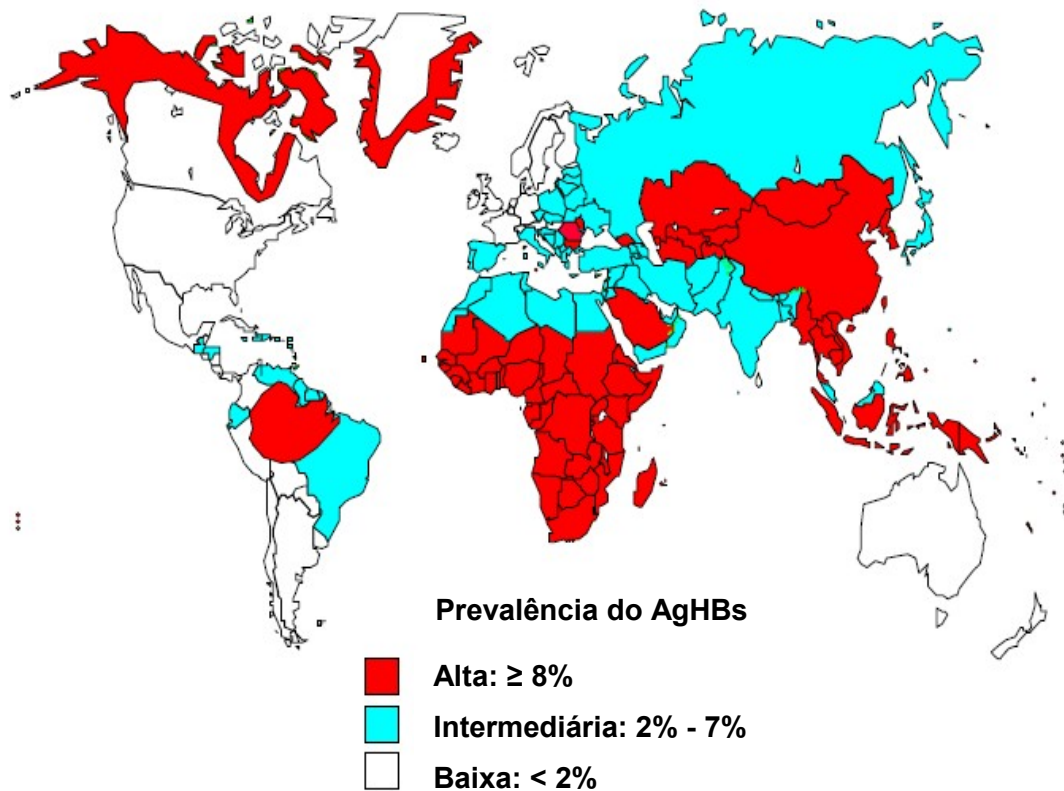 Prevalência do AgHBs
Alta: ≥ 8%
Intermediária: 2% - 7%
Baixa: < 2%